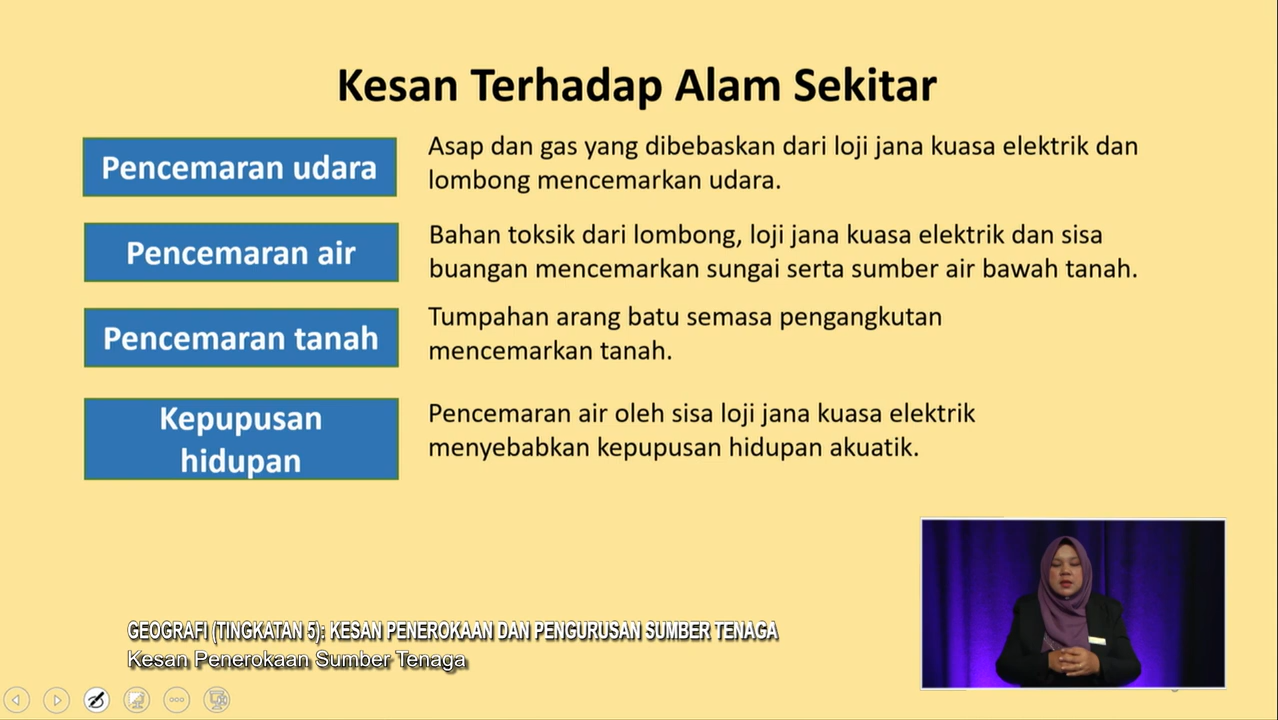 Kesan Terhadap Alam Sekitar
Pencemaran udara
Asap dan gas yang dibebaskan dari loji jana kuasa elektrik dan
lombong mencemarkan udara.
Pencemaran air
Bahan toksik dari lombong, loji jana kuasa elektrik dan sisa
buangan mencemarkan sungai serta sumber air bawah tanah.
Pencemaran tanah
Tumpahan arang batu semasa pengangkutan
mencemarkan tanah.
Kepupusan
hidupan
Pencemaran air oleh sisa loji jana kuasa elektrik
menyebabkan kepupusan hidupan akuatik.
GEOGRAFI (TINGKATAN 5): KESAN PENEROKAAN DAN PENGURUSAN SUMBER TENAGA
Kesan Penerokaan Sumber Tenaga